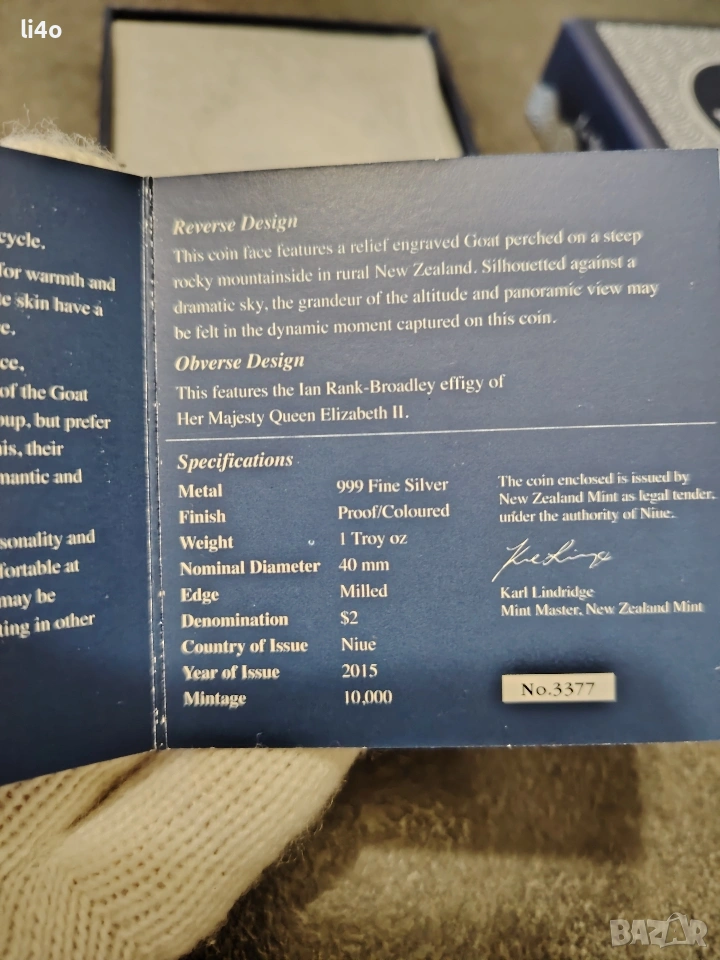 li4o
cycle.
for warmth and
skin have a
ce.
of the Goat
but prefer
their
mantic and
sonality and
fortable at
may be
ting in other
Reverse Design
This coin face features a relief engraved Goat perched on a steep
rocky mountainside in rural New Zealand. Silhouetted against a
dramatic sky, the grandeur of the altitude and panoramic view may
be felt in the dynamic moment captured on this coin.
Obverse Design
This features the Ian Rank-Broadley effigy of
Her Majesty Queen Elizabeth II.
Specifications
Metal 999 Fine Silver
Finish Proof/Coloured
Weight 1 Troy oz
Nominal Diameter 40 mm
Edge Milled
Denomination $2
Country of Issue Niue
Year of Issue 2015
Mintage 10,000
The coin enclosed is issued by
New Zealand Mint as legal tender,
under the authority of Niue.
Karl Lindridge
Mint Master, New Zealand Mint
No.3377
BAZAR